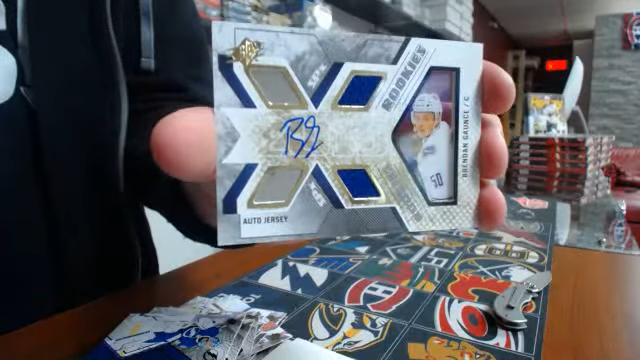 SPX
ROOKIES
BRENDAN GAUNCE / C
50
AUTO JERSEY